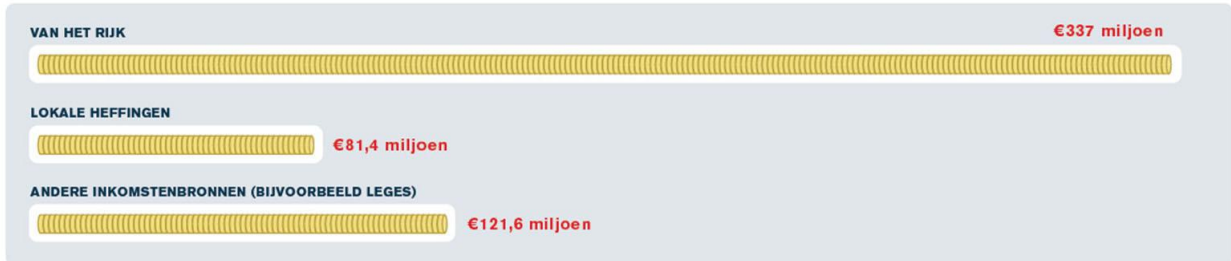 VAN HET RIJK
€337 miljoen
LOKALE HEFFINGEN
€81,4 miljoen
ANDERE INKOMSTENBRONNEN (BIJVOORBEELD LEGES)
€121,6 miljoen